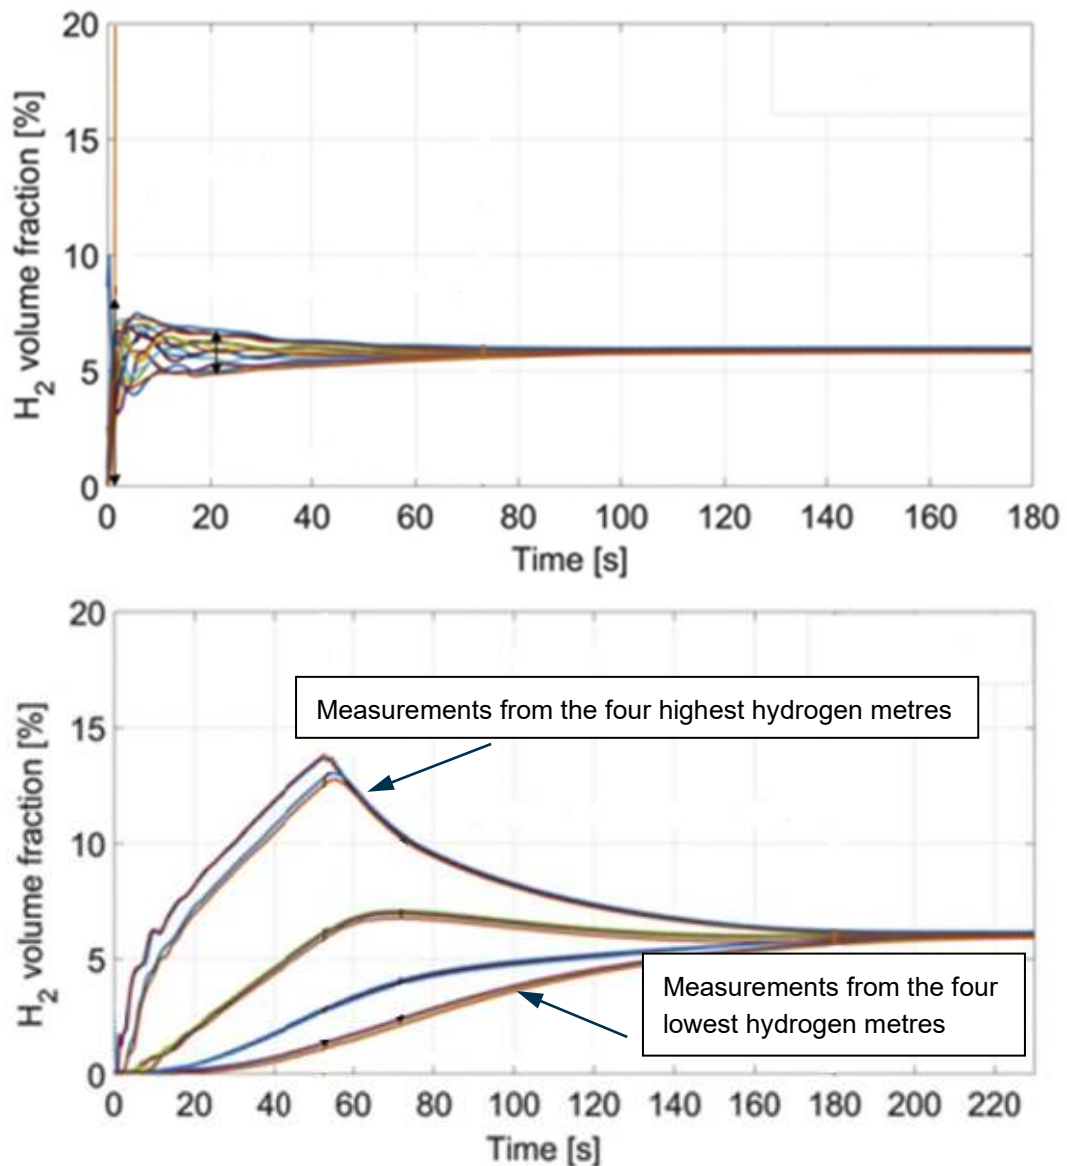 20
15
10
5
0
H2 volume fraction [%]
0 20 40 60 80 100 120 140 160 180
Time [s]
20
15
10
5
0
H2 volume fraction [%]
Measurements from the four highest hydrogen metres
Measurements from the four
lowest hydrogen metres
0 20 40 60 80 100 120 140 160 180 200 220
Time [s]